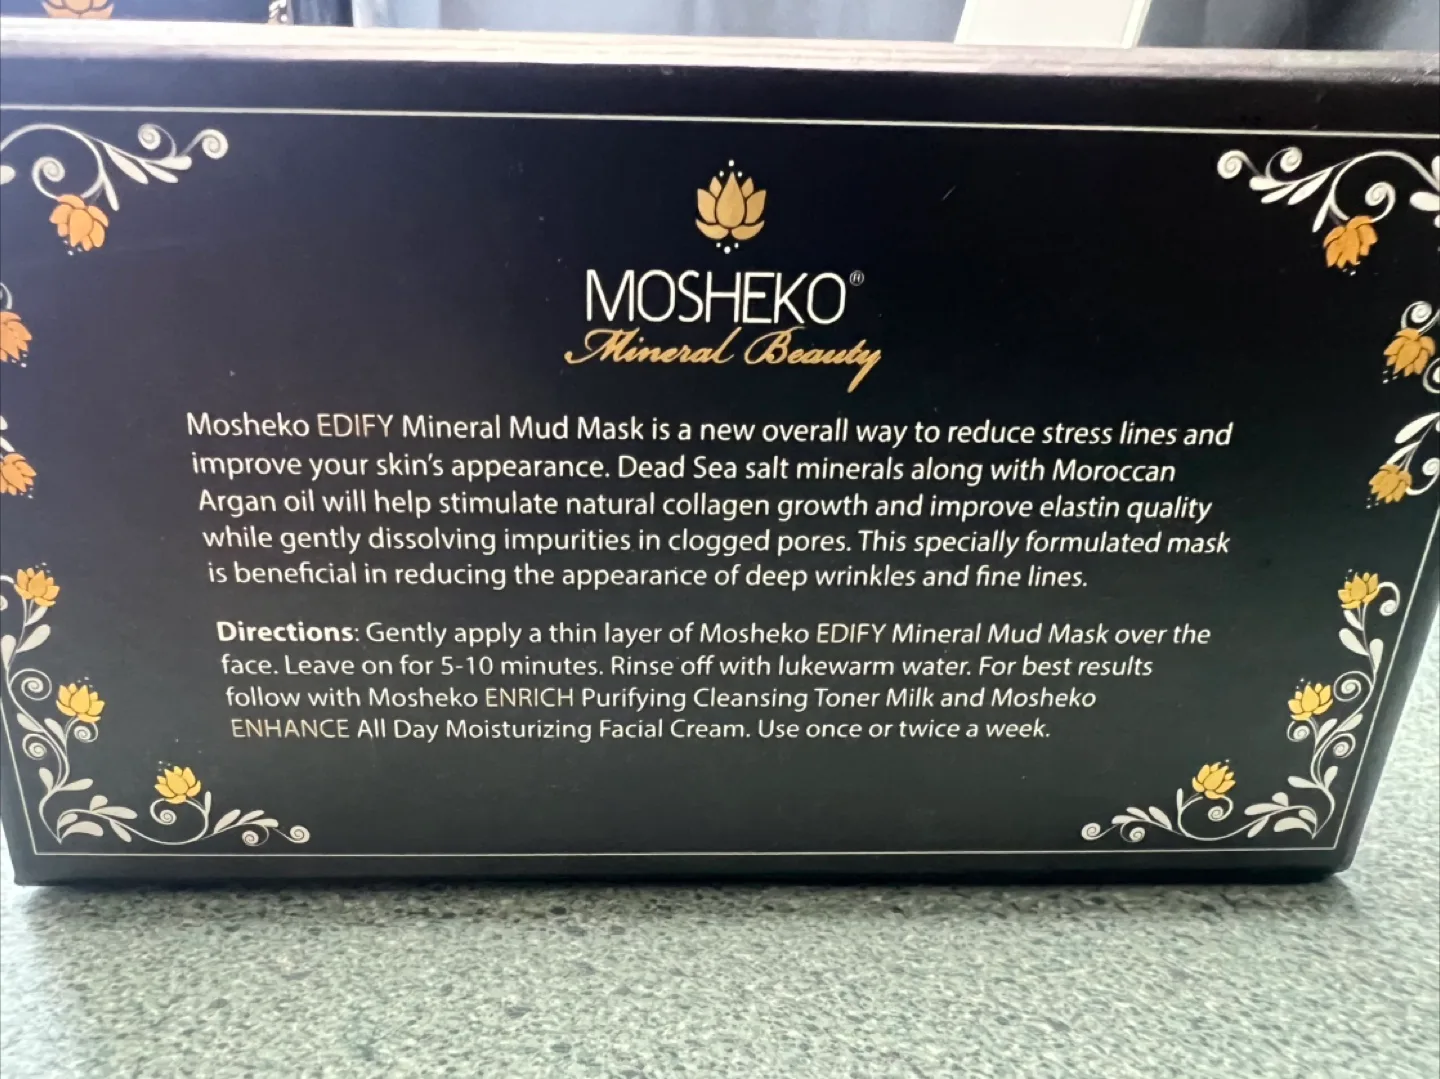 MOSHEKO®
Mineral Beauty
Mosheko EDIFY Mineral Mud Mask is a new overall way to reduce stress lines and
improve your skin's appearance. Dead Sea salt minerals along with Moroccan
Argan oil will help stimulate natural collagen growth and improve elastin quality
while gently dissolving impurities in clogged pores. This specially formulated mask
is beneficial in reducing the appearance of deep wrinkles and fine lines.
Directions: Gently apply a thin layer of Mosheko EDIFY Mineral Mud Mask over the
face. Leave on for 5-10 minutes. Rinse off with lukewarm water. For best results
follow with Mosheko ENRICH Purifying Cleansing Toner Milk and Mosheko
ENHANCE All Day Moisturizing Facial Cream. Use once or twice a week.